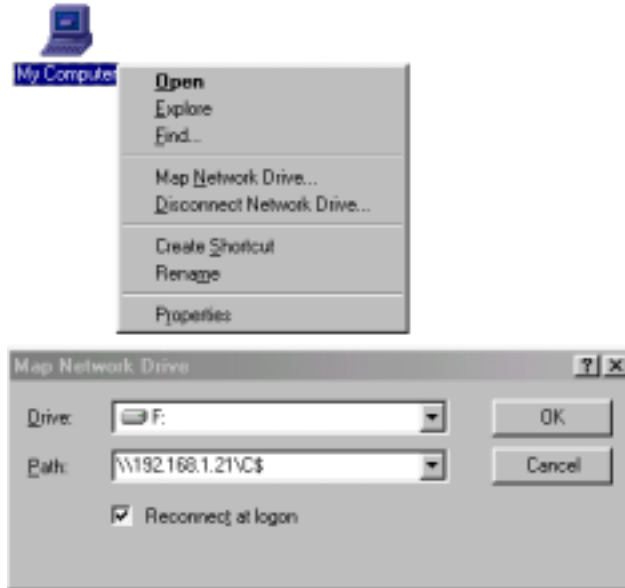 My Computer
Open
Explore
Find...
Map Network Drive...
Disconnect Network Drive...
Create Shortcut
Rename
Properties
Map Network Drive
Drive: F: OK
Path: \\192.168.1.21\C$ Cancel
Reconnect at logon